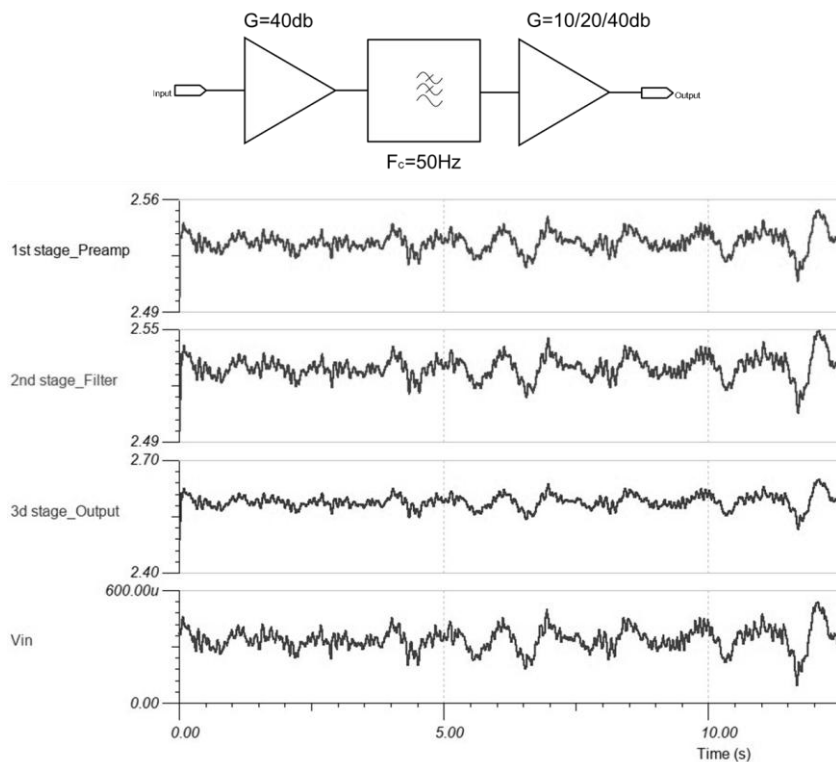 G=40db
G=10/20/40db
Input
Output
Fc=50Hz
2.56
1st stage_Preamp
2.49
2.55
2nd stage_Filter
2.49
2.70
3d stage_Output
2.40
600.00u
Vin
0.00
0.00 5.00 10.00
Time (s)